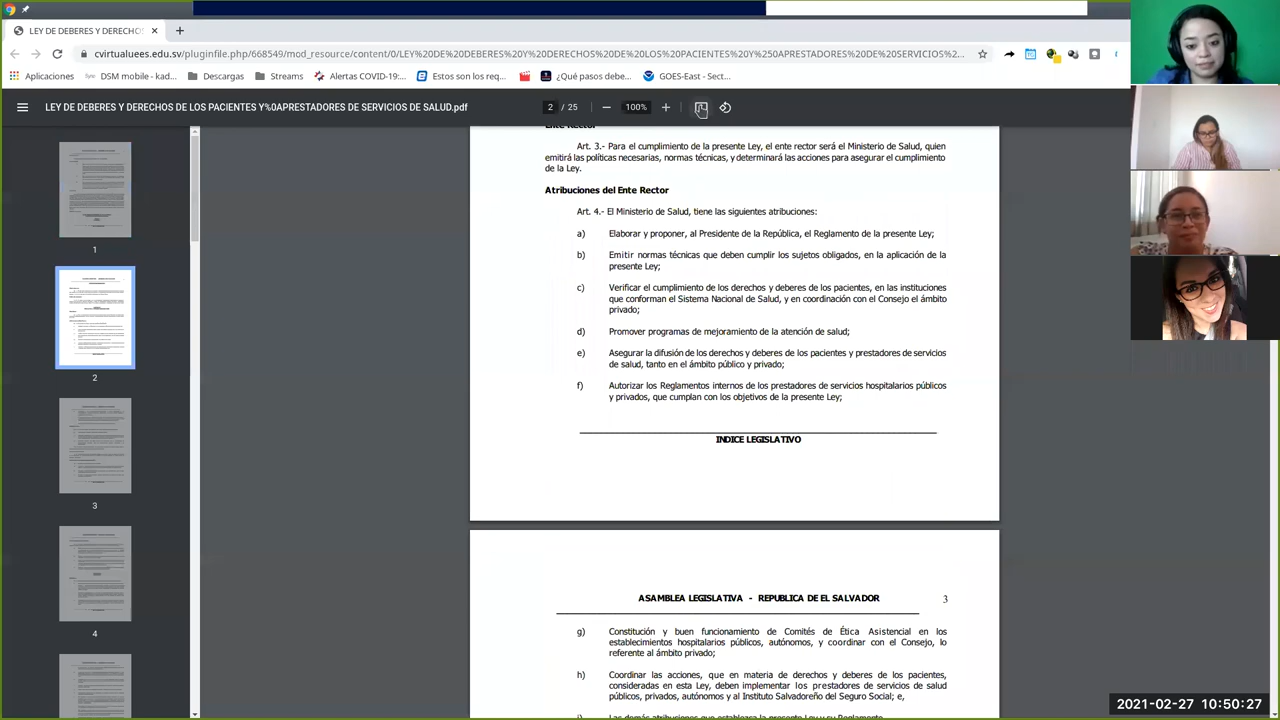 LEY DE DEBERES Y DERECHOS
cvirtualuees.edu.sv/pluginfile.php/668549/mod_resource/content/0/LEY%20DE%20DEBERES%20Y%20DERECHOS%20DE%20LOS%20PACIENTES%20Y%250APRESTADORES%20DE%20SERVICIOS%...
Aplicaciones Sync DSM mobile - kad... Descargas Streams Alertas COVID-19:... Estos son los req... ¿Qué pasos debe... GOES-East - Sect...
LEY DE DEBERES Y DERECHOS DE LOS PACIENTES Y%0APRESTADORES DE SERVICIOS DE SALUD.pdf
2 / 25
100%
1
2
3
4
Ente Rector
Art. 3.- Para el cumplimiento de la presente Ley, el ente rector será el Ministerio de Salud, quien
emitirá las políticas necesarias, normas técnicas, y determinará las acciones para asegurar el cumplimiento
de la Ley.
Atribuciones del Ente Rector
Art. 4.- El Ministerio de Salud, tiene las siguientes atribuciones:
a) Elaborar y proponer, al Presidente de la República, el Reglamento de la presente Ley;
b) Emitir normas técnicas que deben cumplir los sujetos obligados, en la aplicación de la
presente Ley;
c) Verificar el cumplimiento de los derechos y deberes de los pacientes, en las instituciones
que conforman el Sistema Nacional de Salud, y en coordinación con el Consejo el ámbito
privado;
d) Promover programas de mejoramiento de la atención de salud;
e) Asegurar la difusión de los derechos y deberes de los pacientes y prestadores de servicios
de salud, tanto en el ámbito público y privado;
f) Autorizar los Reglamentos internos de los prestadores de servicios hospitalarios públicos
y privados, que cumplan con los objetivos de la presente Ley;
INDICE LEGISLATIVO
ASAMBLEA LEGISLATIVA - REPUBLICA DE EL SALVADOR 3
g) Constitución y buen funcionamiento de Comités de Ética Asistencial en los
establecimientos hospitalarios públicos, autónomos, y coordinar con el Consejo, lo
referente al ámbito privado;
h) Coordinar las acciones, que en materia de derechos y deberes de los pacientes,
consideradas en esta Ley, deben implementar los prestadores de servicios de salud
públicos, privados, autónomos y al Instituto Salvadoreño del Seguro Social; e,
i) Las demás atribuciones que establezca la presente Ley y su Reglamento.
2021-02-27 10:50:27